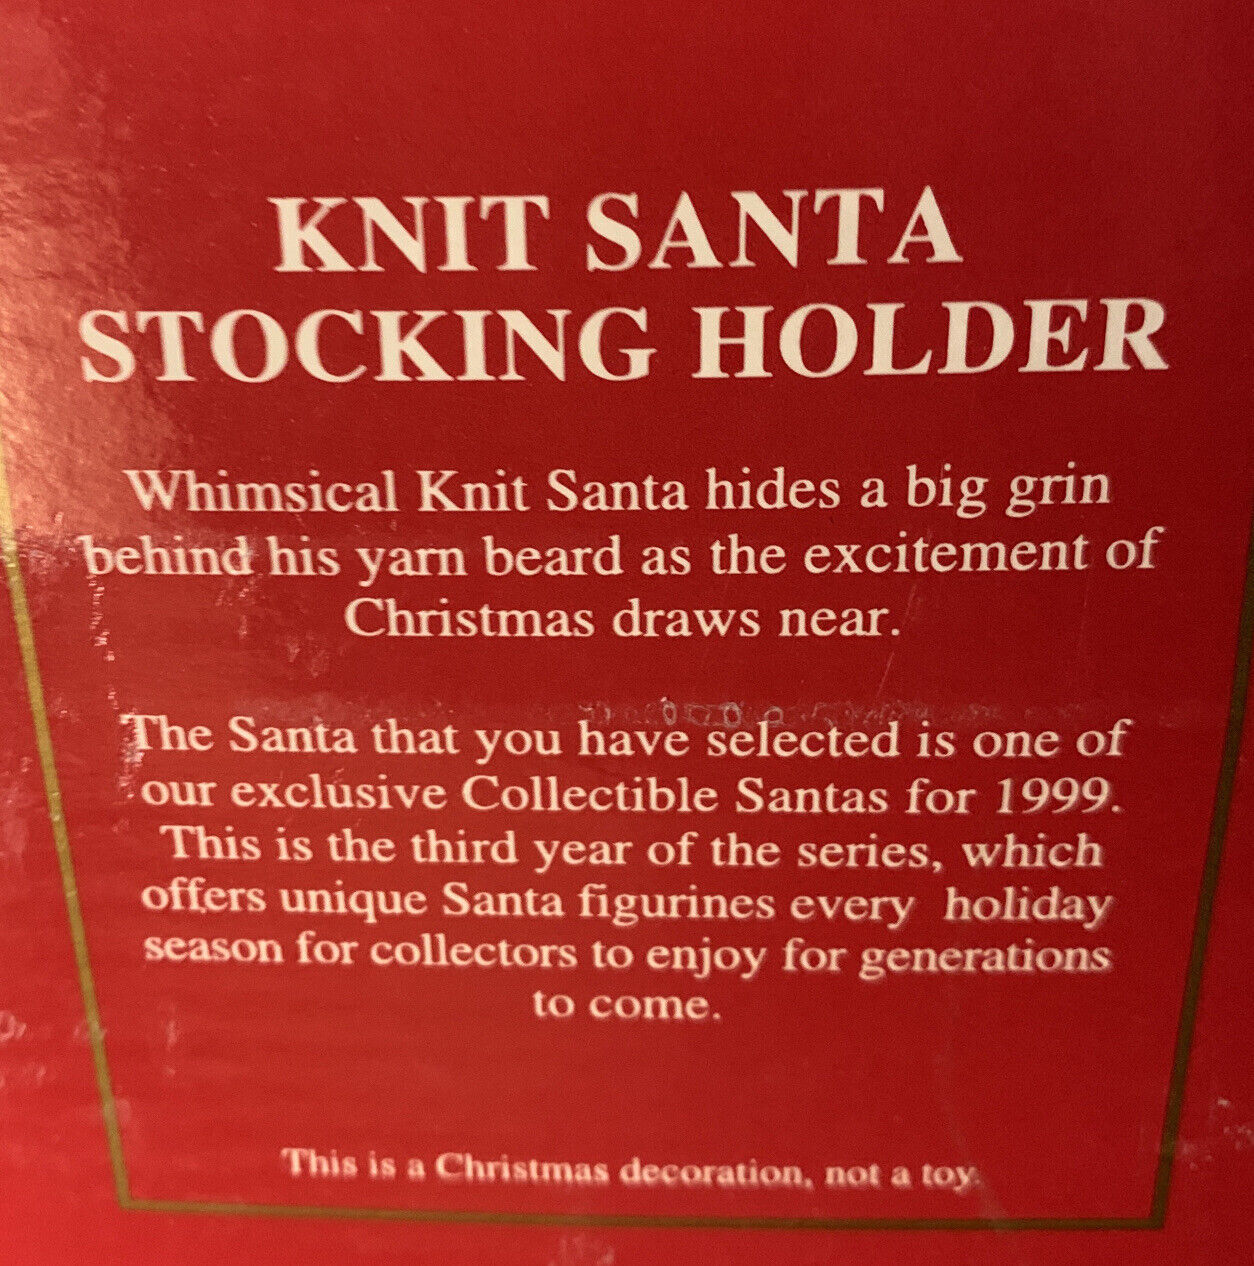 KNIT SANTA
STOCKING HOLDER
Whimsical Knit Santa hides a big grin
behind his yarn beard as the excitement of
Christmas draws near.
The Santa that you have selected is one of
our exclusive Collectible Santas for 1999.
This is the third year of the series, which
offers unique Santa figurines every holiday
season for collectors to enjoy for generations
to come.
This is a Christmas decoration, not a toy.